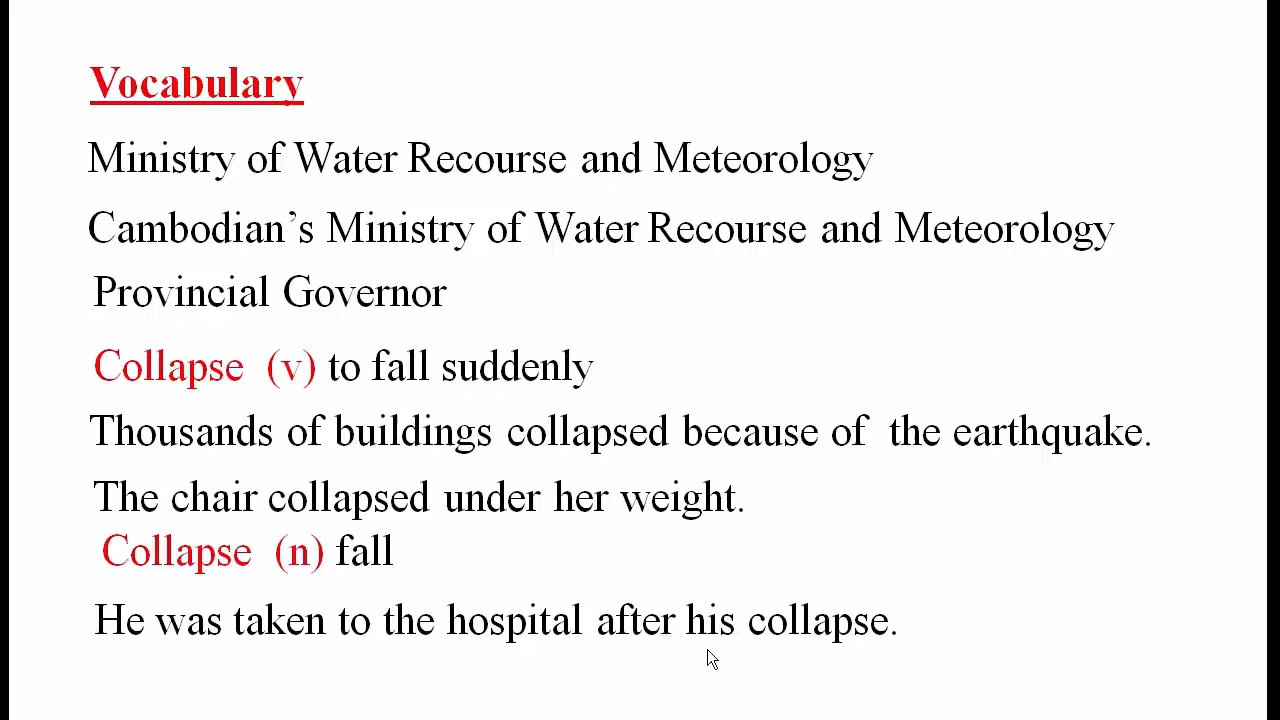 Vocabulary
Ministry of Water Recourse and Meteorology
Cambodian’s Ministry of Water Recourse and Meteorology
Provincial Governor
Collapse (v) to fall suddenly
Thousands of buildings collapsed because of the earthquake.
The chair collapsed under her weight.
Collapse (n) fall
He was taken to the hospital after his collapse.